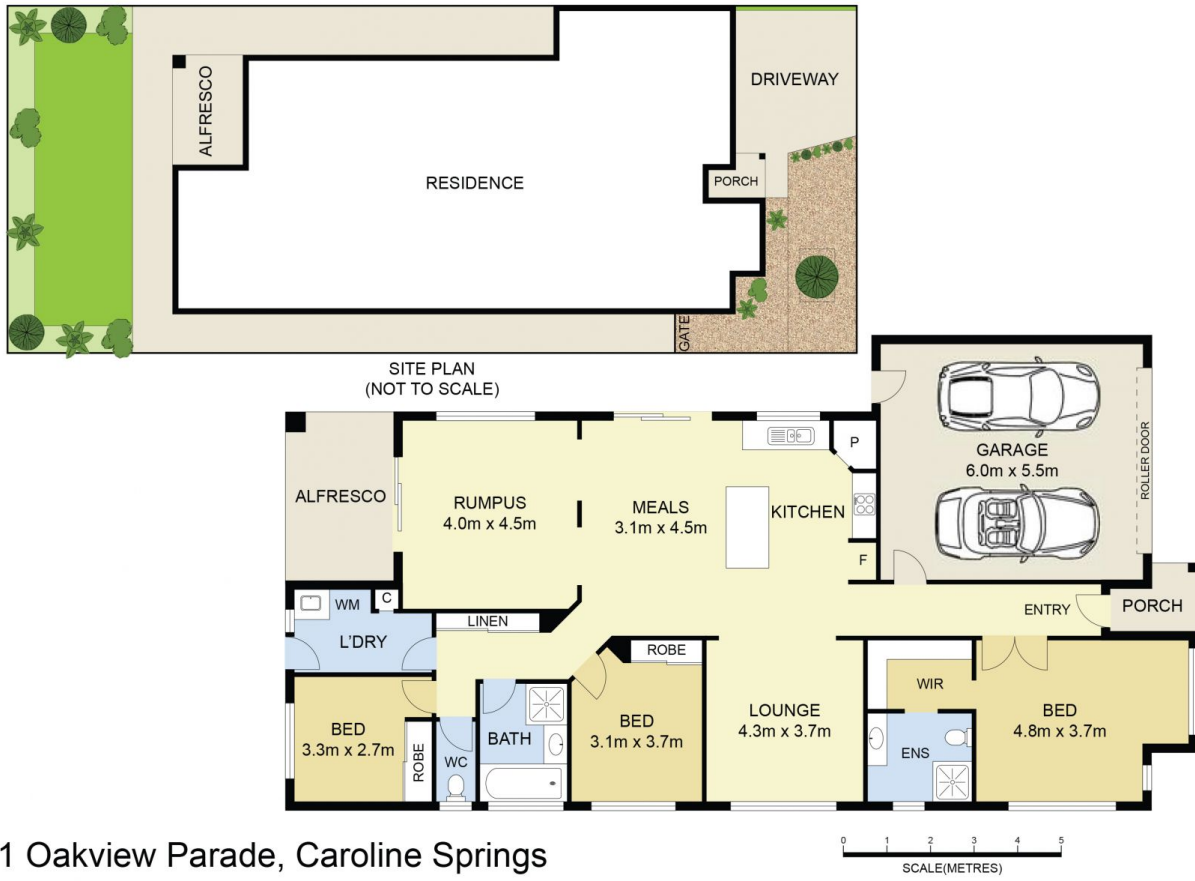 ALFRESCO
RESIDENCE
DRIVEWAY
PORCH
GATE
SITE PLAN
(NOT TO SCALE)
ALFRESCO
RUMPUS
4.0m x 4.5m
MEALS
3.1m x 4.5m
KITCHEN
P
F
GARAGE
6.0m x 5.5m
ROLLER DOOR
WM
C
L'DRY
LINEN
ENTRY
PORCH
BED
3.3m x 2.7m
ROBE
WC
BATH
ROBE
BED
3.1m x 3.7m
LOUNGE
4.3m x 3.7m
WIR
ENS
BED
4.8m x 3.7m
1 Oakview Parade, Caroline Springs
0 1 2 3 4 5
SCALE(METRES)